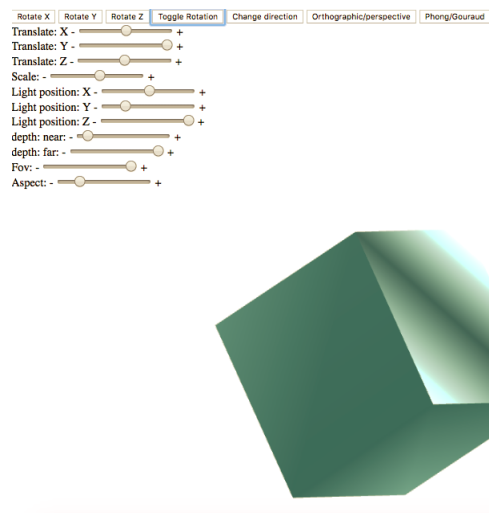 Rotate X Rotate Y Rotate Z Toggle Rotation Change direction Orthographic/perspective Phong/Gouraud
Translate: X - +
Translate: Y - +
Translate: Z - +
Scale: - +
Light position: X - +
Light position: Y - +
Light position: Z - +
depth: near: - +
depth: far: - +
Fov: - +
Aspect: - +